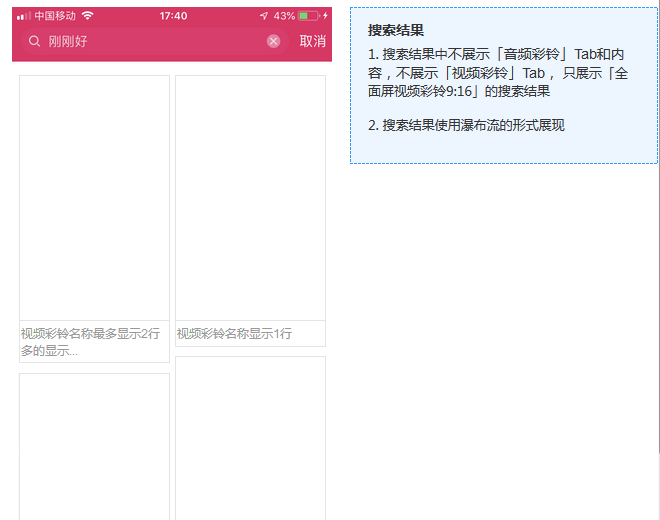 中国移动 17:40 43%
刚刚好 取消
视频彩铃名称最多显示2行
多的显示...
视频彩铃名称显示1行
搜索结果
1. 搜索结果中不展示「音频彩铃」Tab和内
容，不展示「视频彩铃」Tab， 只展示「全
面屏视频彩铃9:16」的搜索结果
2. 搜索结果使用瀑布流的形式展现